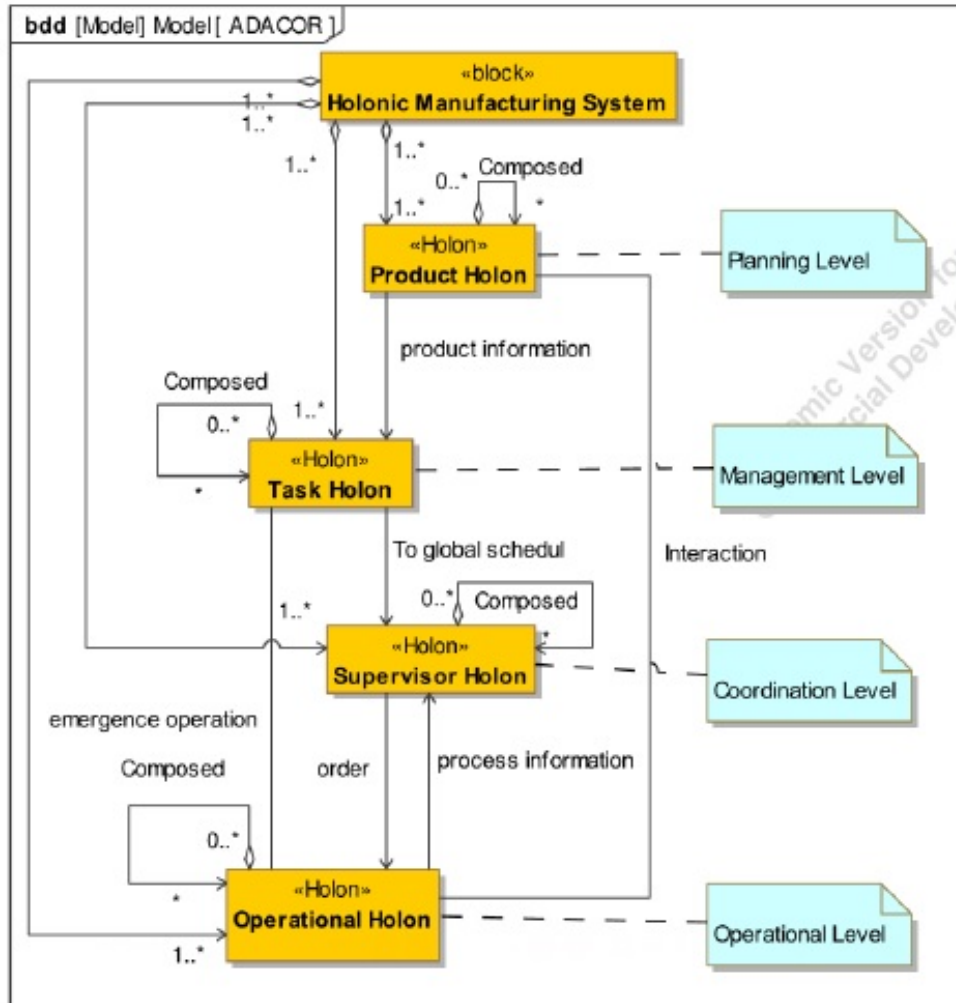 bdd [Model] Model [ ADACOR ]
«block»
Holonic Manufacturing System
1..*
1..*
1..*
1..*
Composed
0..*
*
1..*
«Holon»
Product Holon
Planning Level
product information
Composed
0..*
1..*
*
«Holon»
Task Holon
Management Level
To global schedul
Interaction
0..*
Composed
1..*
*
«Holon»
Supervisor Holon
Coordination Level
emergence operation
order
process information
Composed
0..*
*
«Holon»
Operational Holon
1..*
Operational Level
Version for